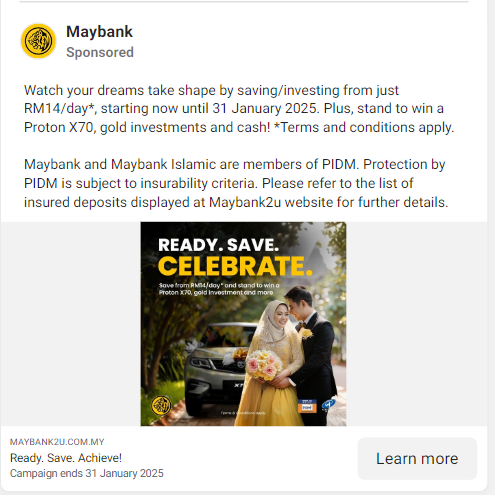 Maybank
Sponsored
Watch your dreams take shape by saving/investing from just
RM14/day*, starting now until 31 January 2025. Plus, stand to win a
Proton X70, gold investments and cash! *Terms and conditions apply.
Maybank and Maybank Islamic are members of PIDM. Protection by
PIDM is subject to insurability criteria. Please refer to the list of
insured deposits displayed at Maybank2u website for further details.
READY. SAVE.
CELEBRATE.
Save from RM14/day* and stand to win a
Proton X70, gold investment and more
X70
Terms & conditions apply.
MAYBANK2U.COM.MY
Ready. Save. Achieve!
Campaign ends 31 January 2025
Learn more